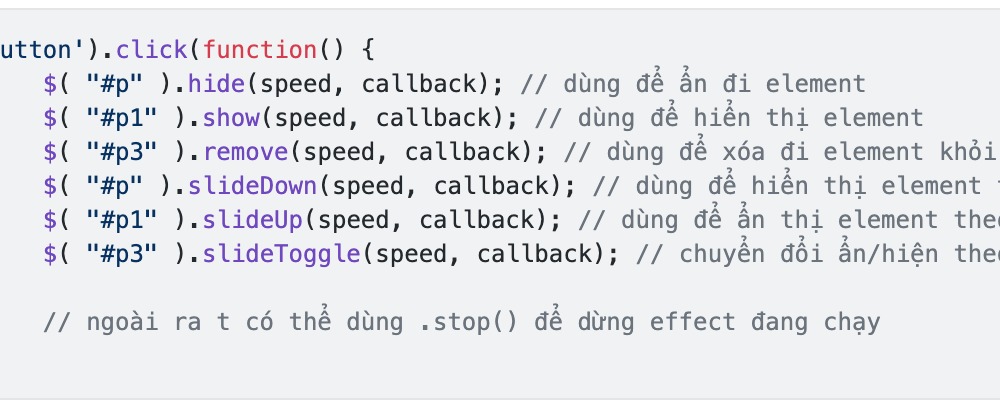 utton').click(function() {
$( "#p" ).hide(speed, callback); // dùng để ẩn đi element
$( "#p1" ).show(speed, callback); // dùng để hiển thị element
$( "#p3" ).remove(speed, callback); // dùng để xóa đi element khỏi
$( "#p" ).slideDown(speed, callback); // dùng để hiển thị element
$( "#p1" ).slideUp(speed, callback); // dùng để ẩn thị element
$( "#p3" ).slideToggle(speed, callback); // chuyển đổi ẩn/hiện
// ngoài ra t có thể dùng .stop() để dừng effect đang chạy